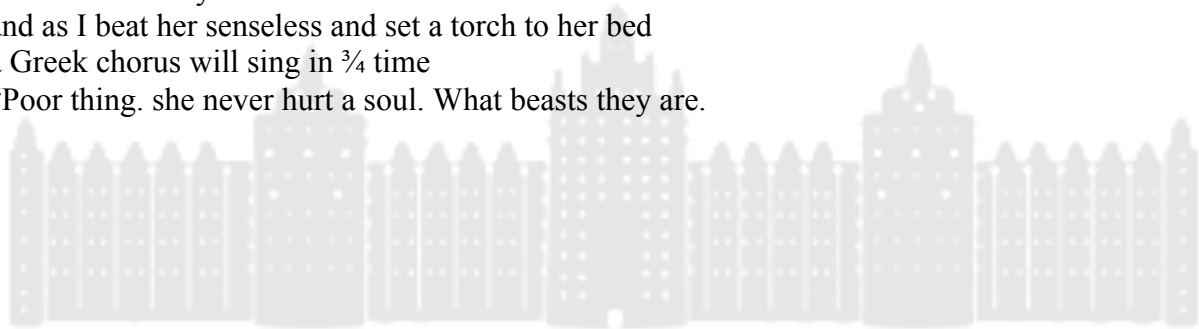 and as I beat her senseless and set a torch to her bed
a Greek chorus will sing in ¾ time
“Poor thing. she never hurt a soul. What beasts they are.